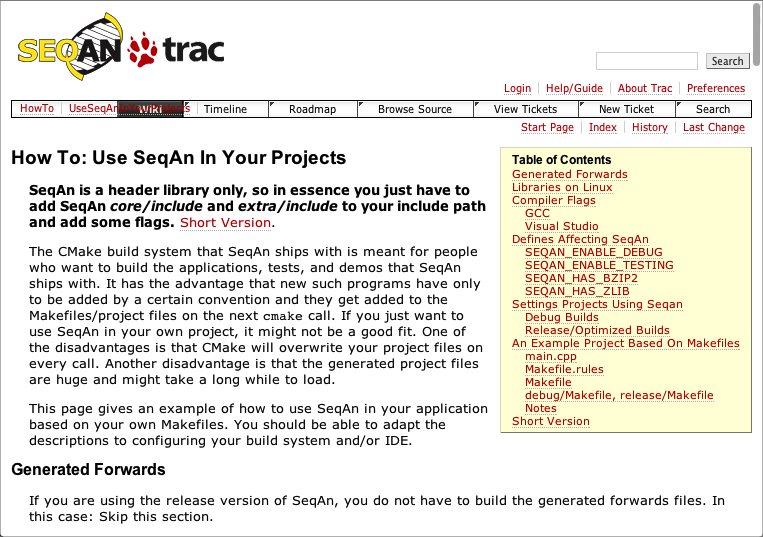 SEQAN trac
Search
Login Help/Guide About Trac Preferences
HowTo UseSeqAn Wiki Timeline Roadmap Browse Source View Tickets New Ticket Search
Start Page Index History Last Change
How To: Use SeqAn In Your Projects
SeqAn is a header library only, so in essence you just have to
add SeqAn core/include and extra/include to your include path
and add some flags. Short Version.
The CMake build system that SeqAn ships with is meant for people
who want to build the applications, tests, and demos that SeqAn
ships with. It has the advantage that new such programs have only
to be added by a certain convention and they get added to the
Makefiles/project files on the next cmake call. If you just want to
use SeqAn in your own project, it might not be a good fit. One of
the disadvantages is that CMake will overwrite your project files on
every call. Another disadvantage is that the generated project files
are huge and might take a long while to load.
This page gives an example of how to use SeqAn in your application
based on your own Makefiles. You should be able to adapt the
descriptions to configuring your build system and/or IDE.
Table of Contents
Generated Forwards
Libraries on Linux
Compiler Flags
GCC
Visual Studio
Defines Affecting SeqAn
SEQAN_ENABLE_DEBUG
SEQAN_ENABLE_TESTING
SEQAN_HAS_BZIP2
SEQAN_HAS_ZLIB
Settings Projects Using Seqan
Debug Builds
Release/Optimized Builds
An Example Project Based On Makefiles
main.cpp
Makefile.rules
Makefile
debug/Makefile, release/Makefile
Notes
Short Version
Generated Forwards
If you are using the release version of SeqAn, you do not have to build the generated forwards files. In
this case: Skip this section.